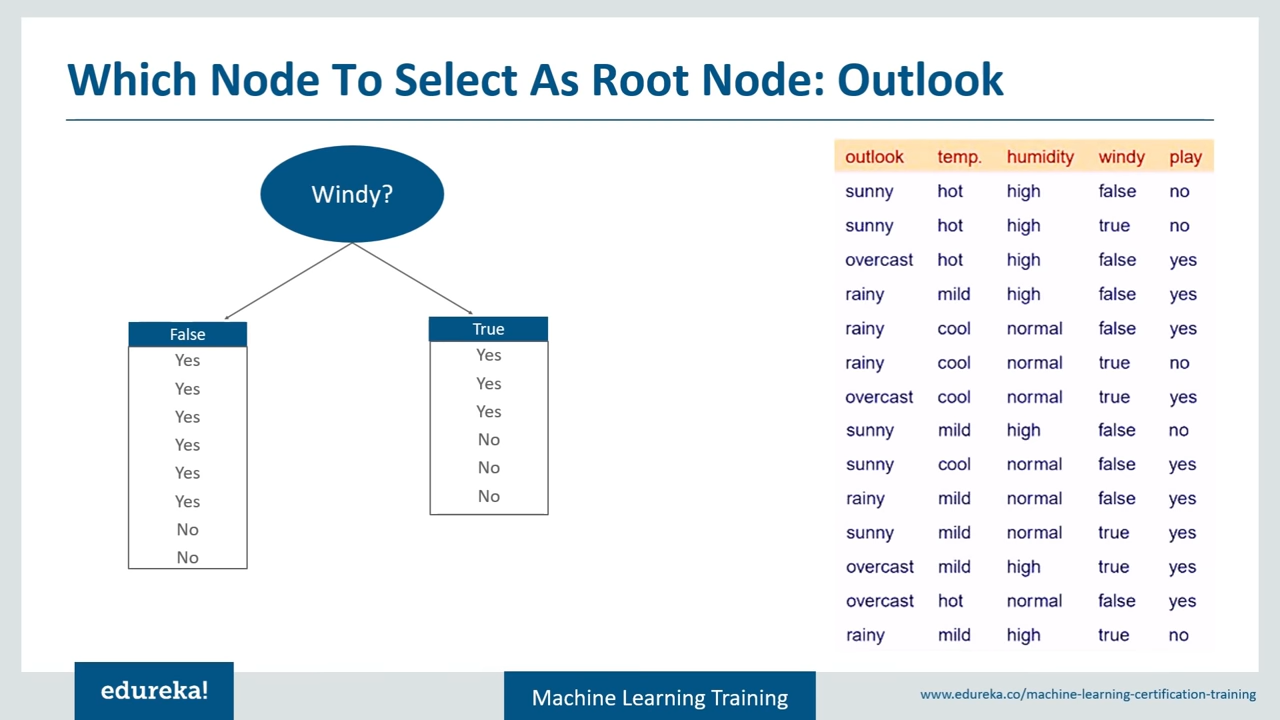 Which Node To Select As Root Node: Outlook
Windy?
False
Yes
Yes
Yes
Yes
Yes
Yes
No
No
True
Yes
Yes
Yes
No
No
No
outlook temp. humidity windy play
sunny hot high false no
sunny hot high true no
overcast hot high false yes
rainy mild high false yes
rainy cool normal false yes
rainy cool normal true no
overcast cool normal true yes
sunny mild high false no
sunny cool normal false yes
rainy mild normal false yes
sunny mild normal true yes
overcast mild high true yes
overcast hot normal false yes
rainy mild high true no
edureka!
Machine Learning Training
www.edureka.co/machine-learning-certification-training